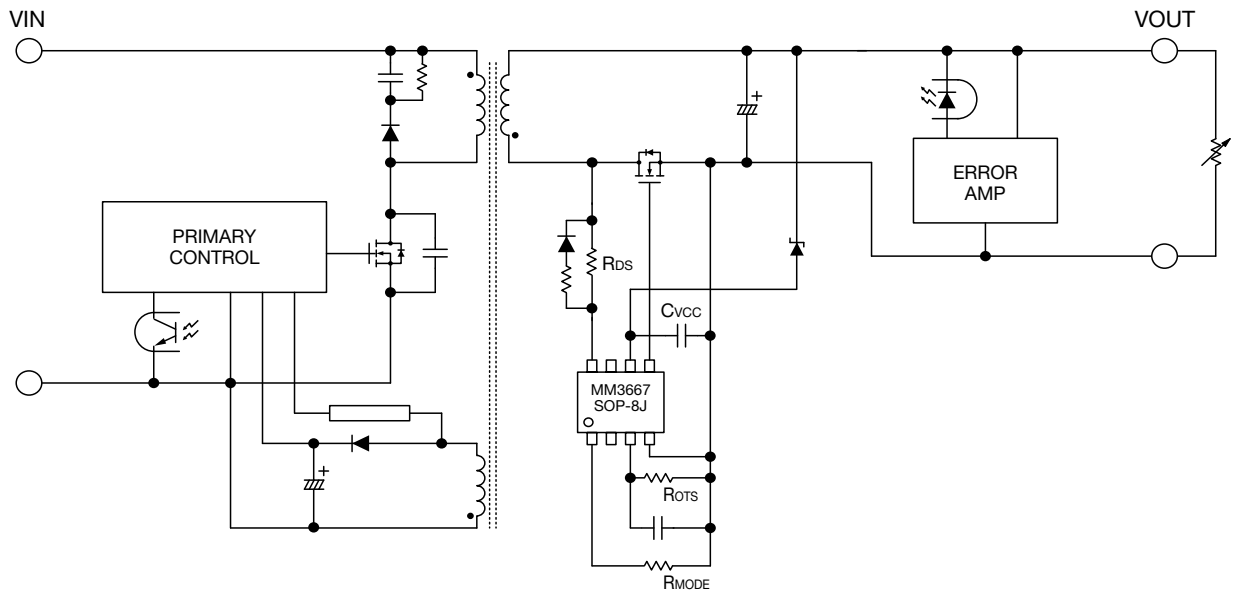 VIN
VOUT
+
ERROR
AMP
PRIMARY
CONTROL
RDS
CVCC
MM3667
SOP-8J
+
ROTS
RMODE